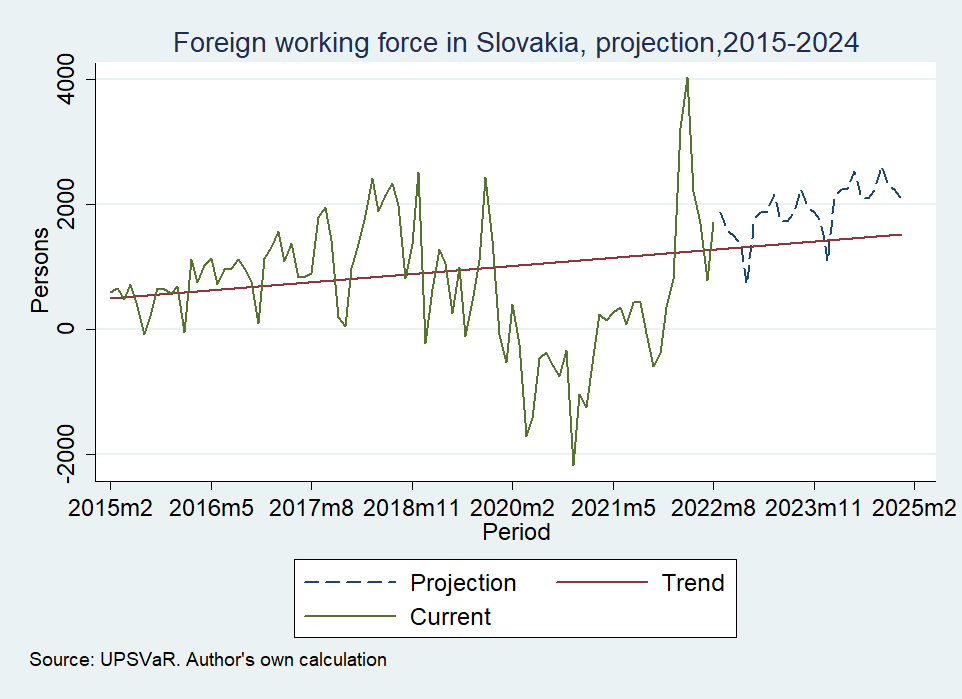 Foreign working force in Slovakia, projection,2015-2024
Persons
4000
2000
0
-2000
2015m2 2016m5 2017m8 2018m11 2020m2 2021m5 2022m8 2023m11 2025m2
Period
Projection Trend
Current
Source: UPSVaR. Author's own calculation